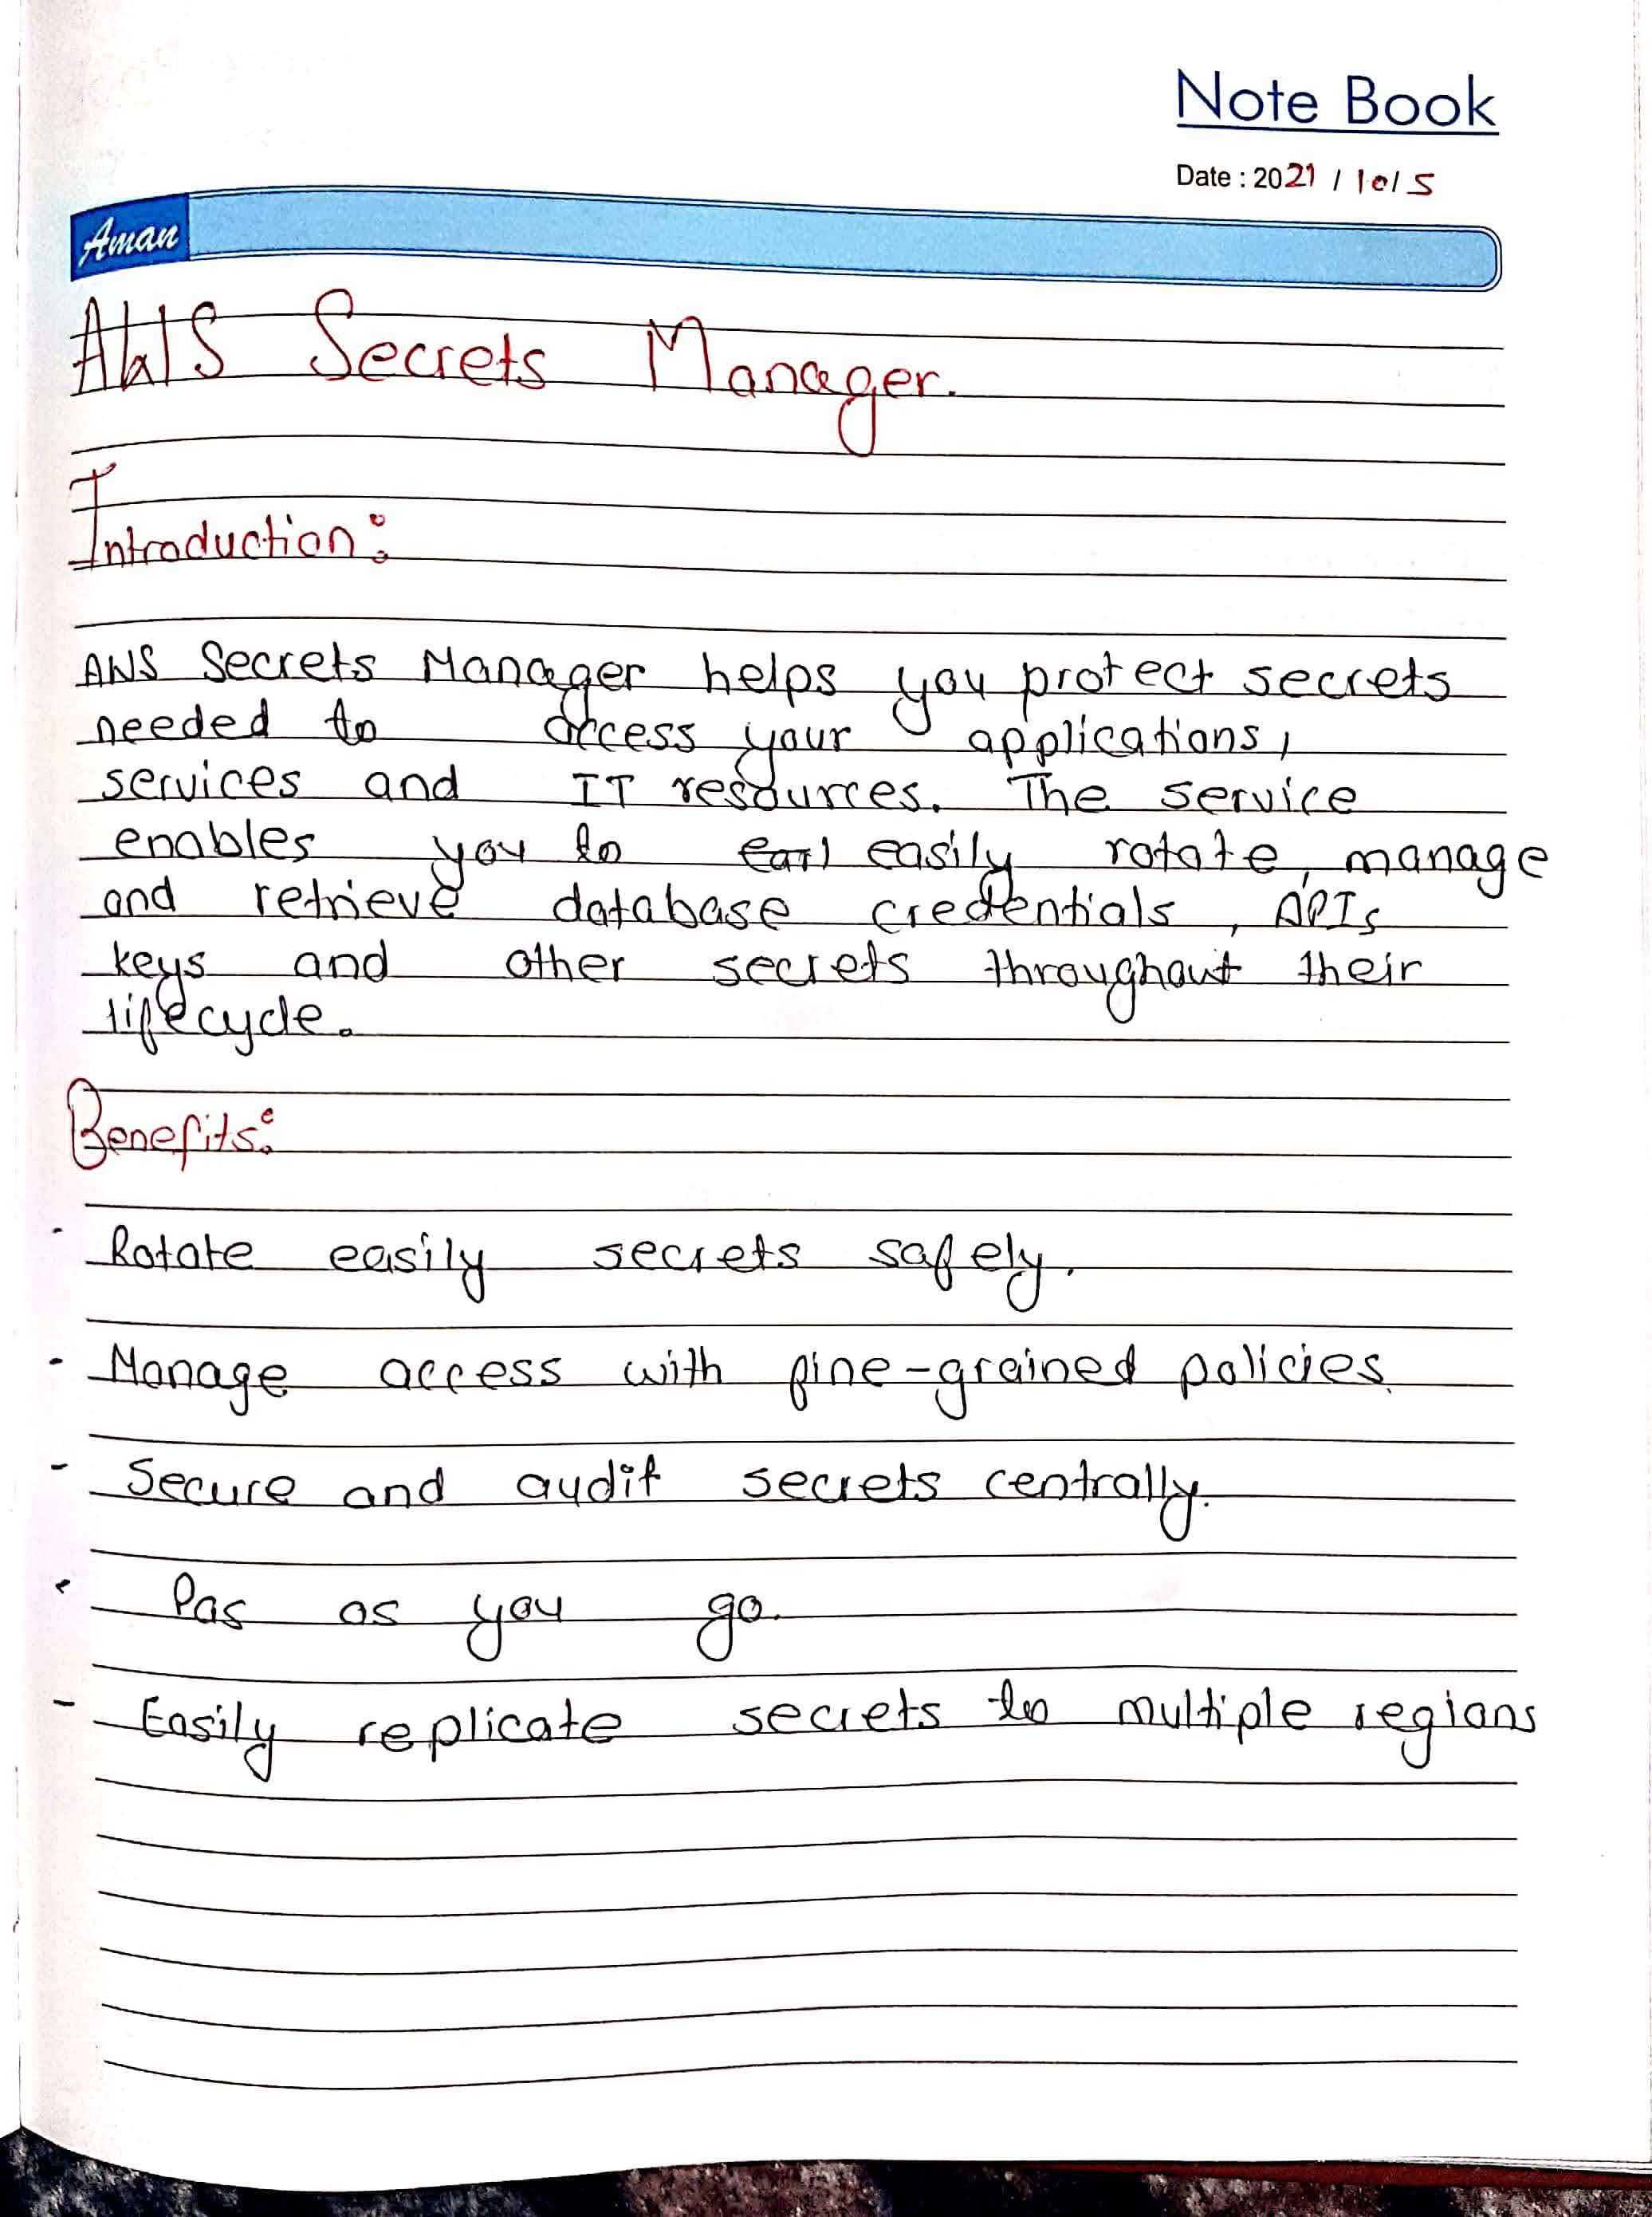 Note Book
Date : 2021 / 10 / 5
Aman
AWS Secrets Manager.
Introduction:
AWS Secrets Manager helps you protect secrets
needed to access your applications,
services and IT resources. The service
enables you to easily rotate, manage
and retrieve database credentials, APIs
keys and other secrets throughout their
lifecycle.
Benefits:
- Rotate easily secrets safely.
- Manage access with fine-grained policies.
- Secure and audit secrets centrally.
- Pas as you go.
- Easily replicate secrets to multiple regions